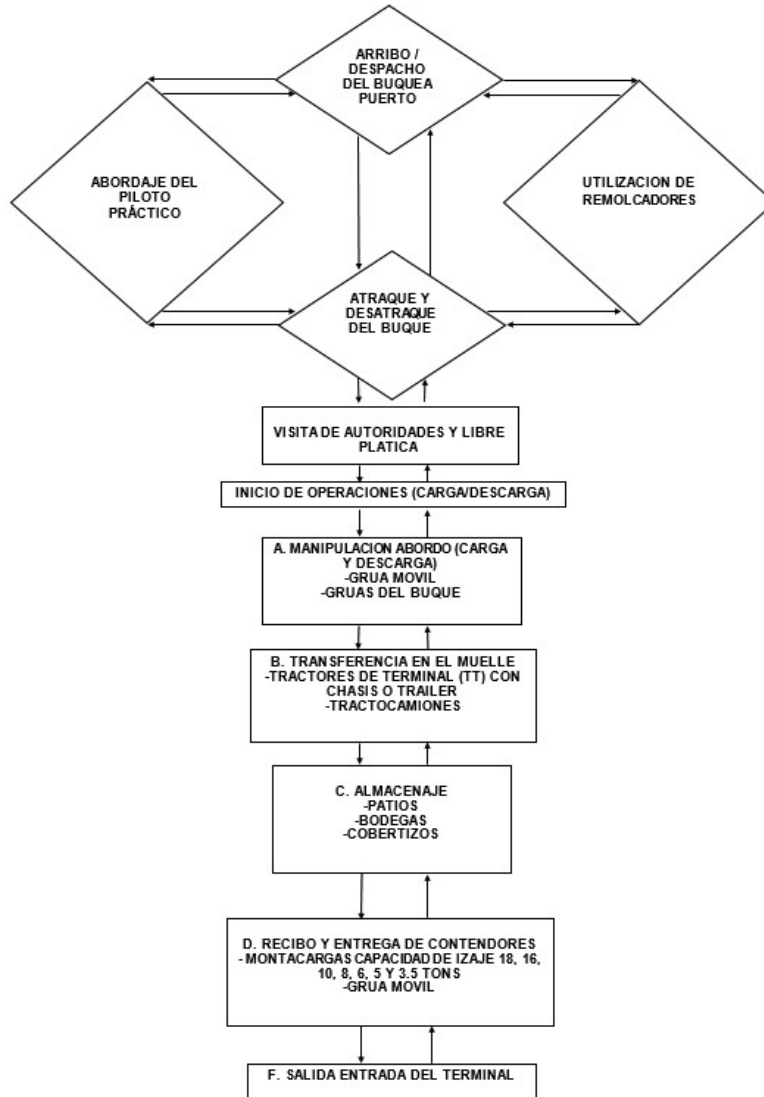 ARRIBO /
DESPACHO
DEL BUQUEA
PUERTO
ABORDAJE DEL
PILOTO
PRÁCTICO
UTILIZACION DE
REMOLCADORES
ATRAQUE Y
DESATRAQUE
DEL BUQUE
VISITA DE AUTORIDADES Y LIBRE
PLATICA
INICIO DE OPERACIONES (CARGA/DESCARGA)
A. MANIPULACION ABORDO (CARGA
Y DESCARGA)
-GRUA MOVIL
-GRUAS DEL BUQUE
B. TRANSFERENCIA EN EL MUELLE
-TRACTORES DE TERMINAL (TT) CON
CHASIS O TRAILER
-TRACTOCAMIONES
C. ALMACENAJE
-PATIOS
-BODEGAS
-COBERTIZOS
D. RECIBO Y ENTREGA DE CONTENDORES
- MONTACARGAS CAPACIDAD DE IZAJE 18, 16,
10, 8, 6, 5 Y 3.5 TONS
-GRUA MOVIL
F. SALIDA ENTRADA DEL TERMINAL